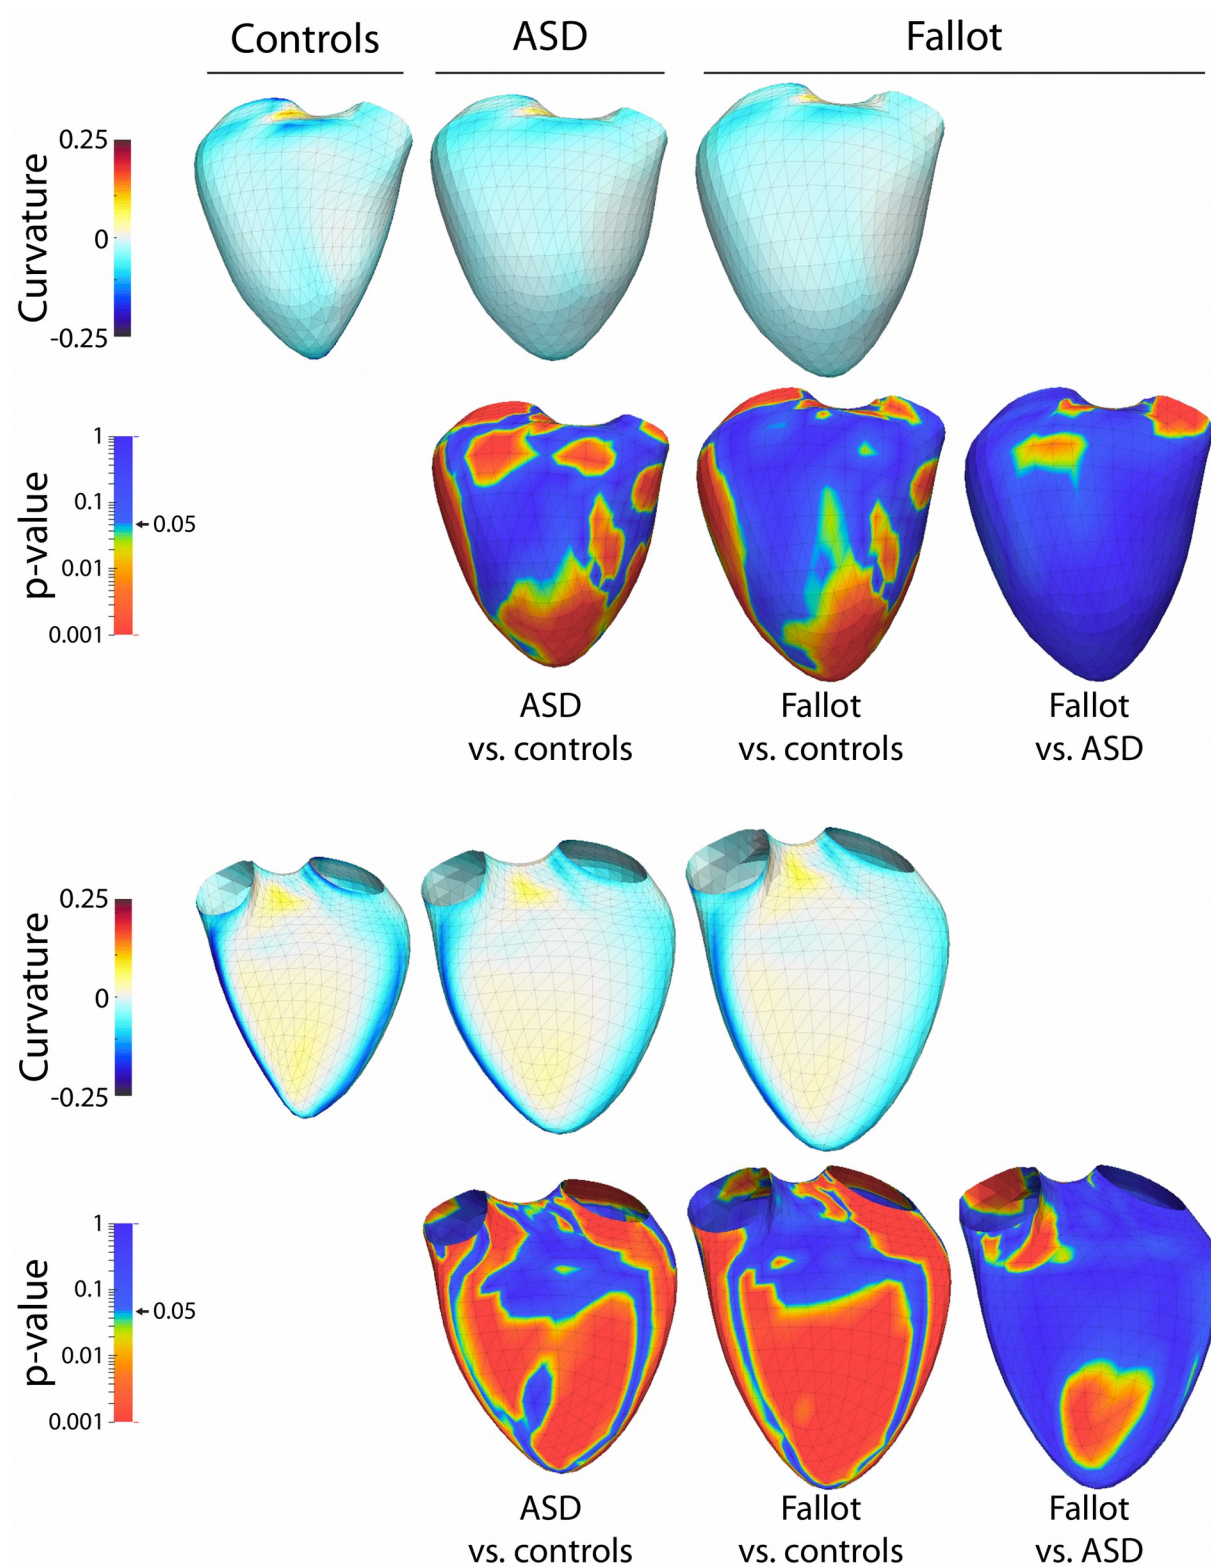 Controls ASD Fallot
0.25
Curvature
0
-0.25
1
p-value
0.1
0.05
0.01
0.001
ASD Fallot Fallot
vs. controls vs. controls vs. ASD
0.25
Curvature
0
-0.25
1
p-value
0.1
0.05
0.01
0.001
ASD Fallot Fallot
vs. controls vs. controls vs. ASD